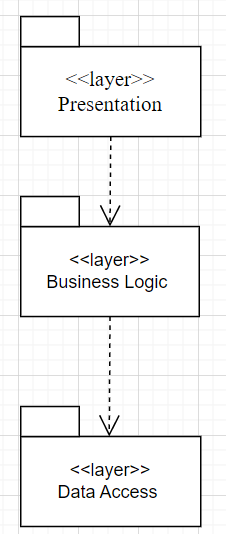 <<layer>>
Presentation
<<layer>>
Business Logic
<<layer>>
Data Access